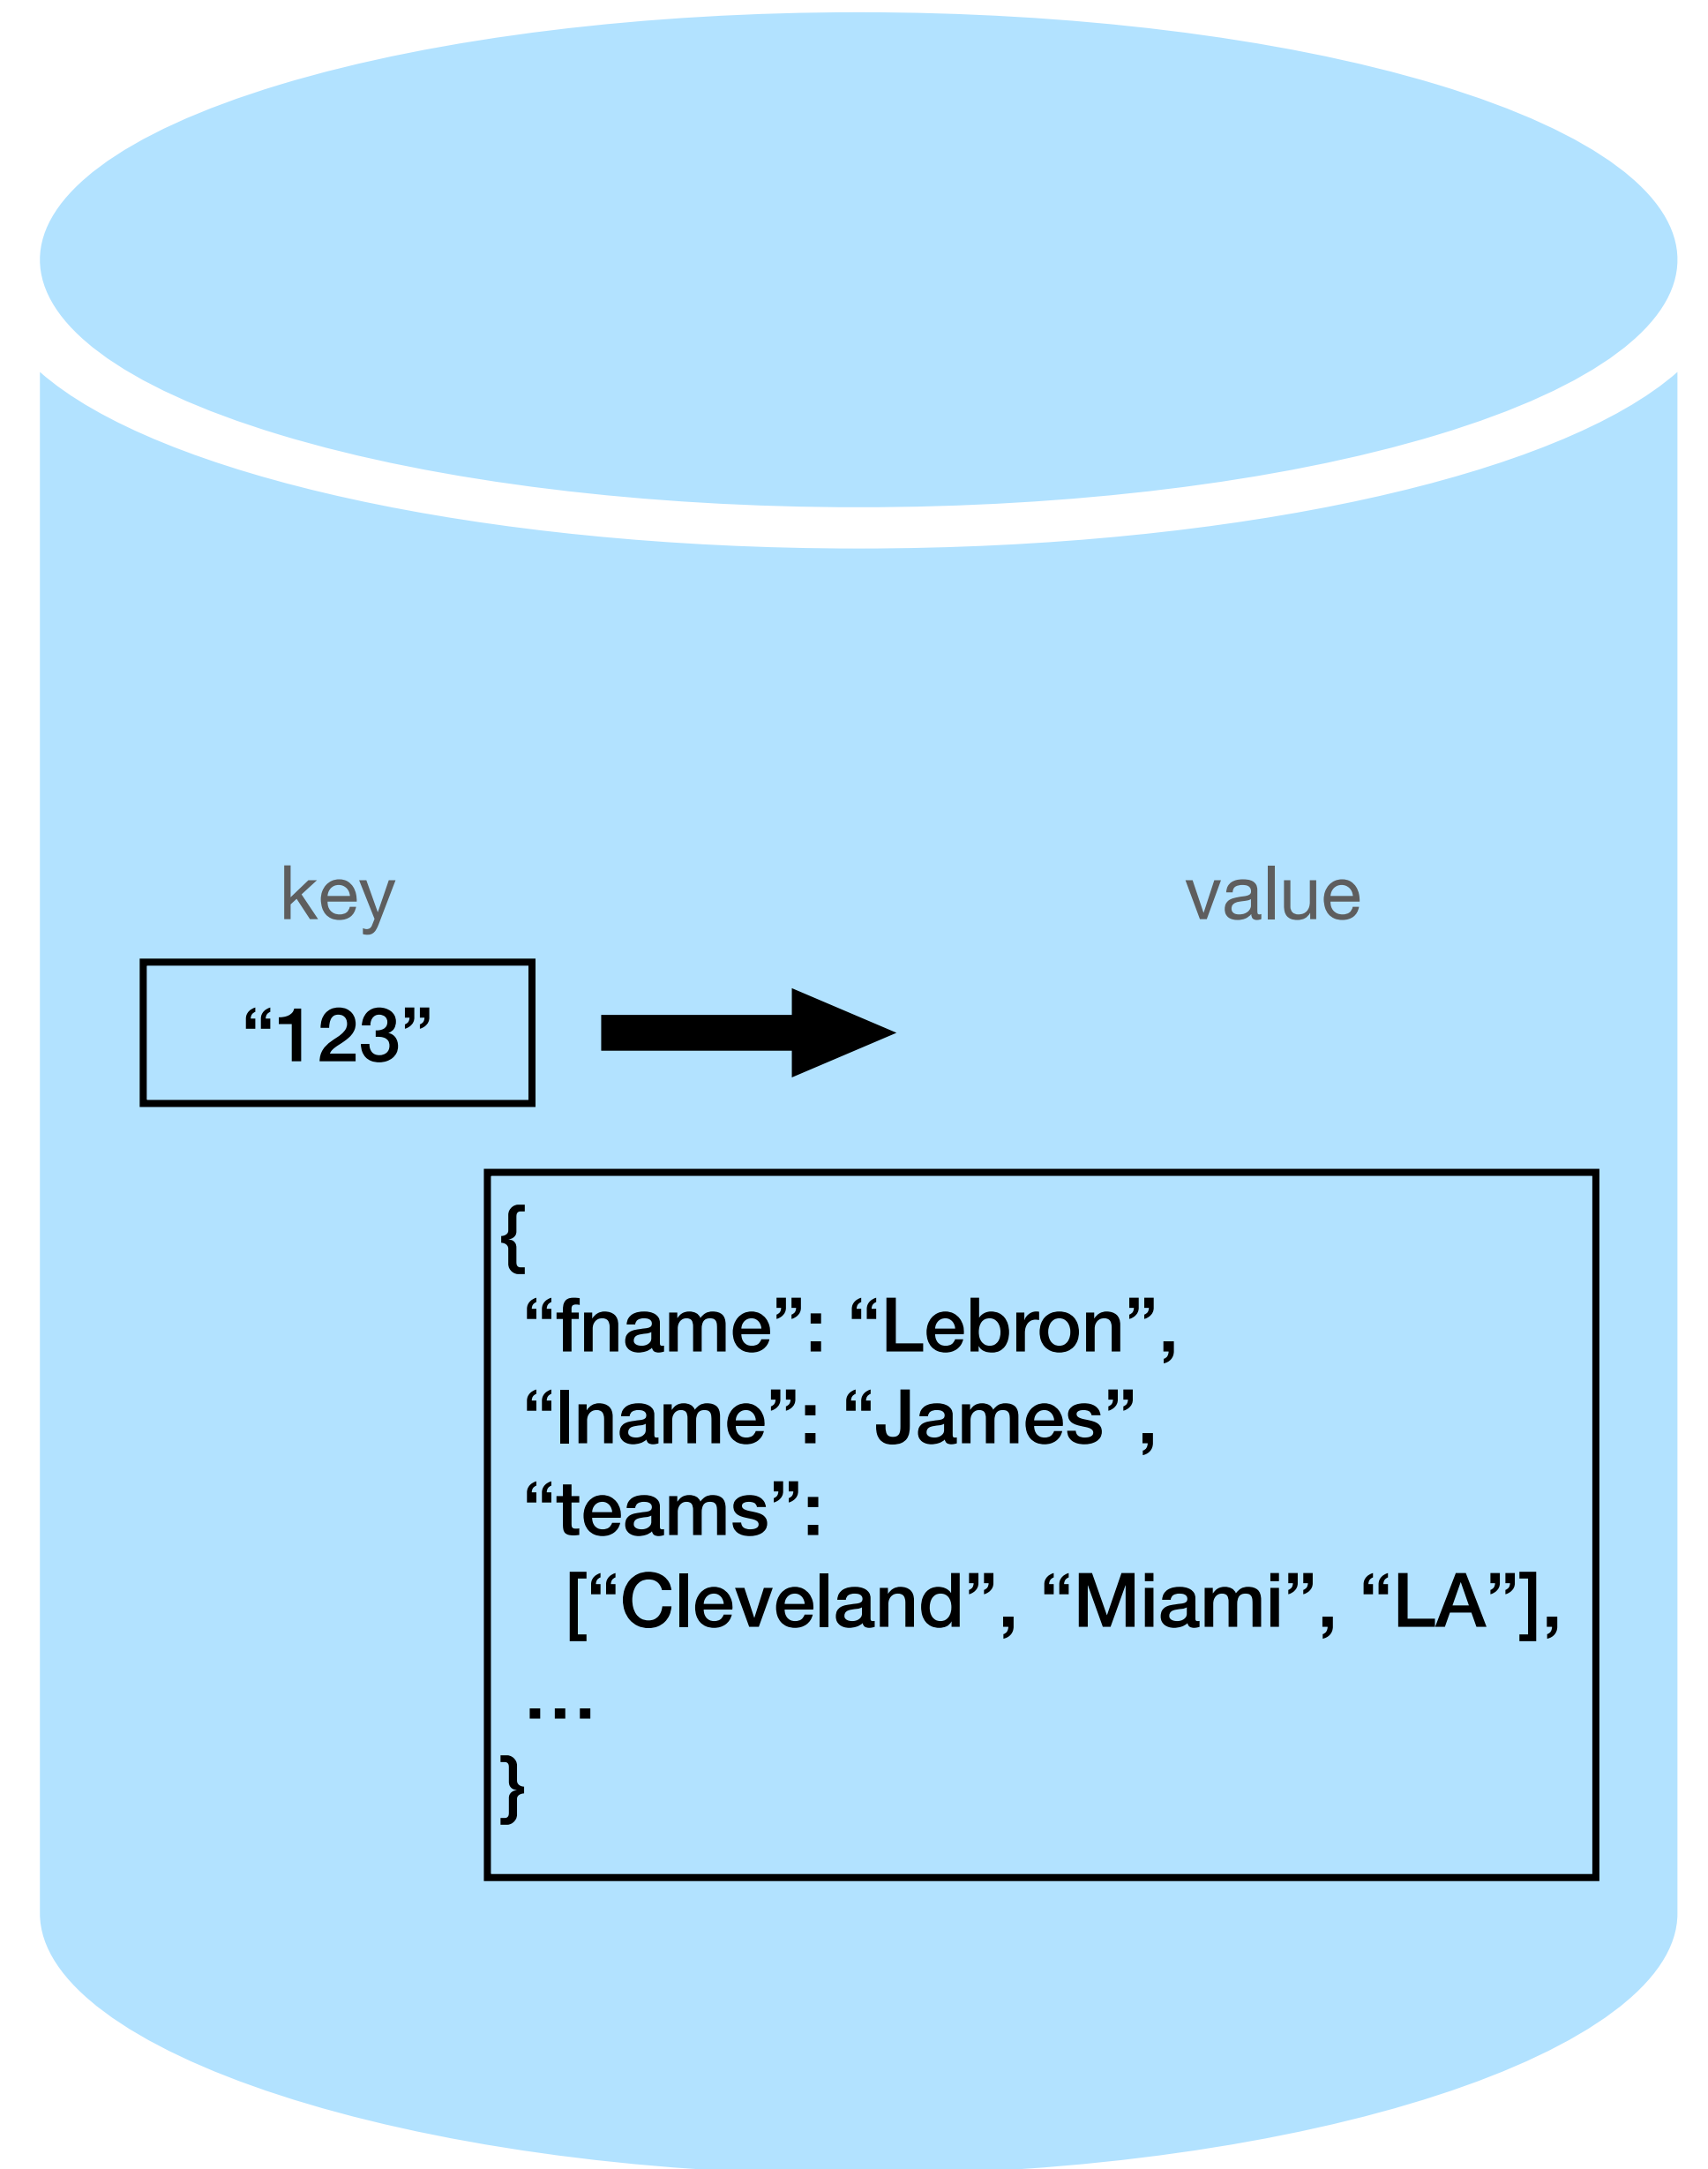 key
value
“123”
{
“fname”: “Lebron”,
“lname”: “James”,
“teams”:
[“Cleveland”, “Miami”, “LA”],
…
}